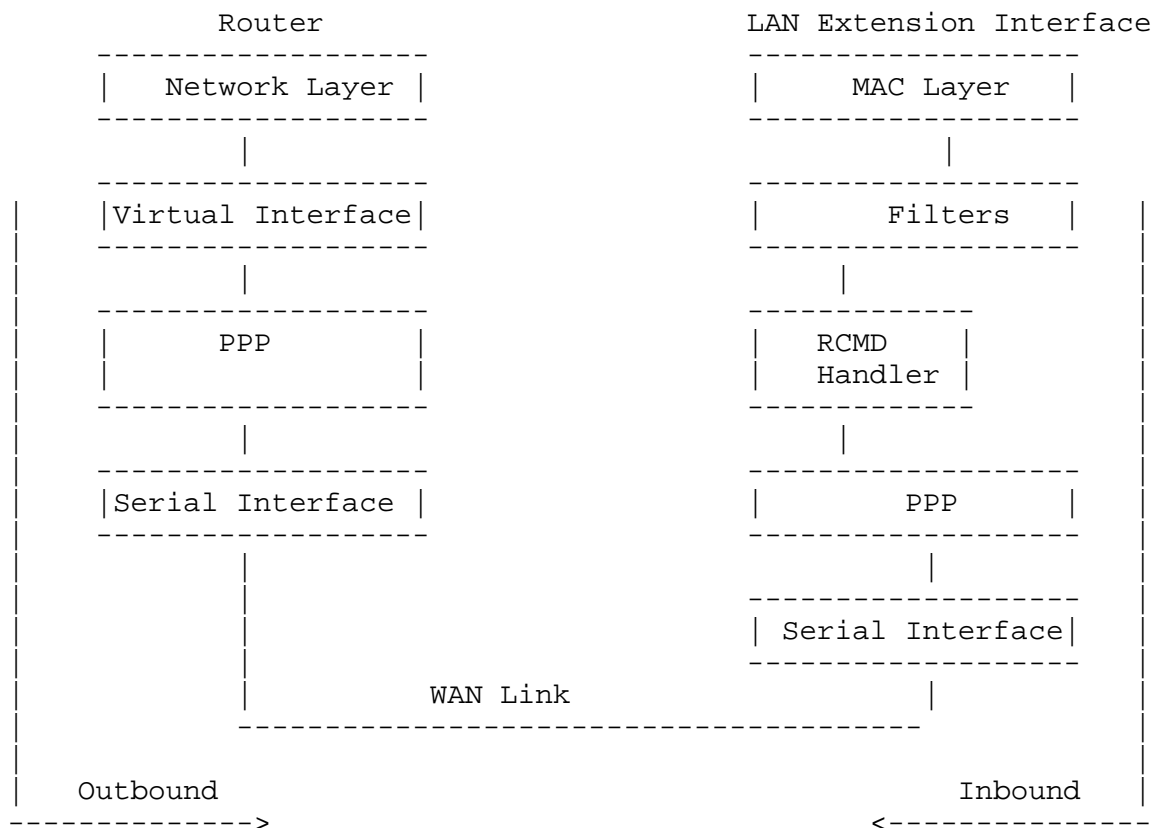 Router LAN Extension Interface
Network Layer MAC Layer
Virtual Interface Filters
PPP RCMD
Handler
Serial Interface PPP
Serial Interface
WAN Link
Outbound Inbound